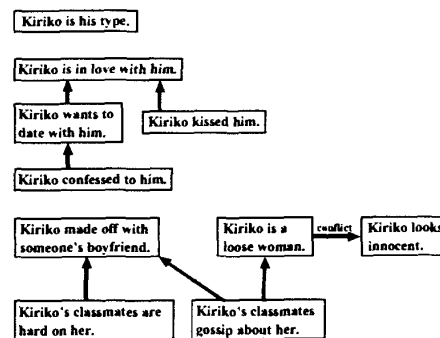 Kiriko is his type.
Kiriko is in love with him.
Kiriko wants to
date with him.
Kiriko kissed him.
Kiriko confessed to him.
Kiriko made off with
someone's boyfriend.
Kiriko is a
loose woman.
conflict
Kiriko looks
innocent.
Kiriko's classmates are
hard on her.
Kiriko's classmates
gossip about her.